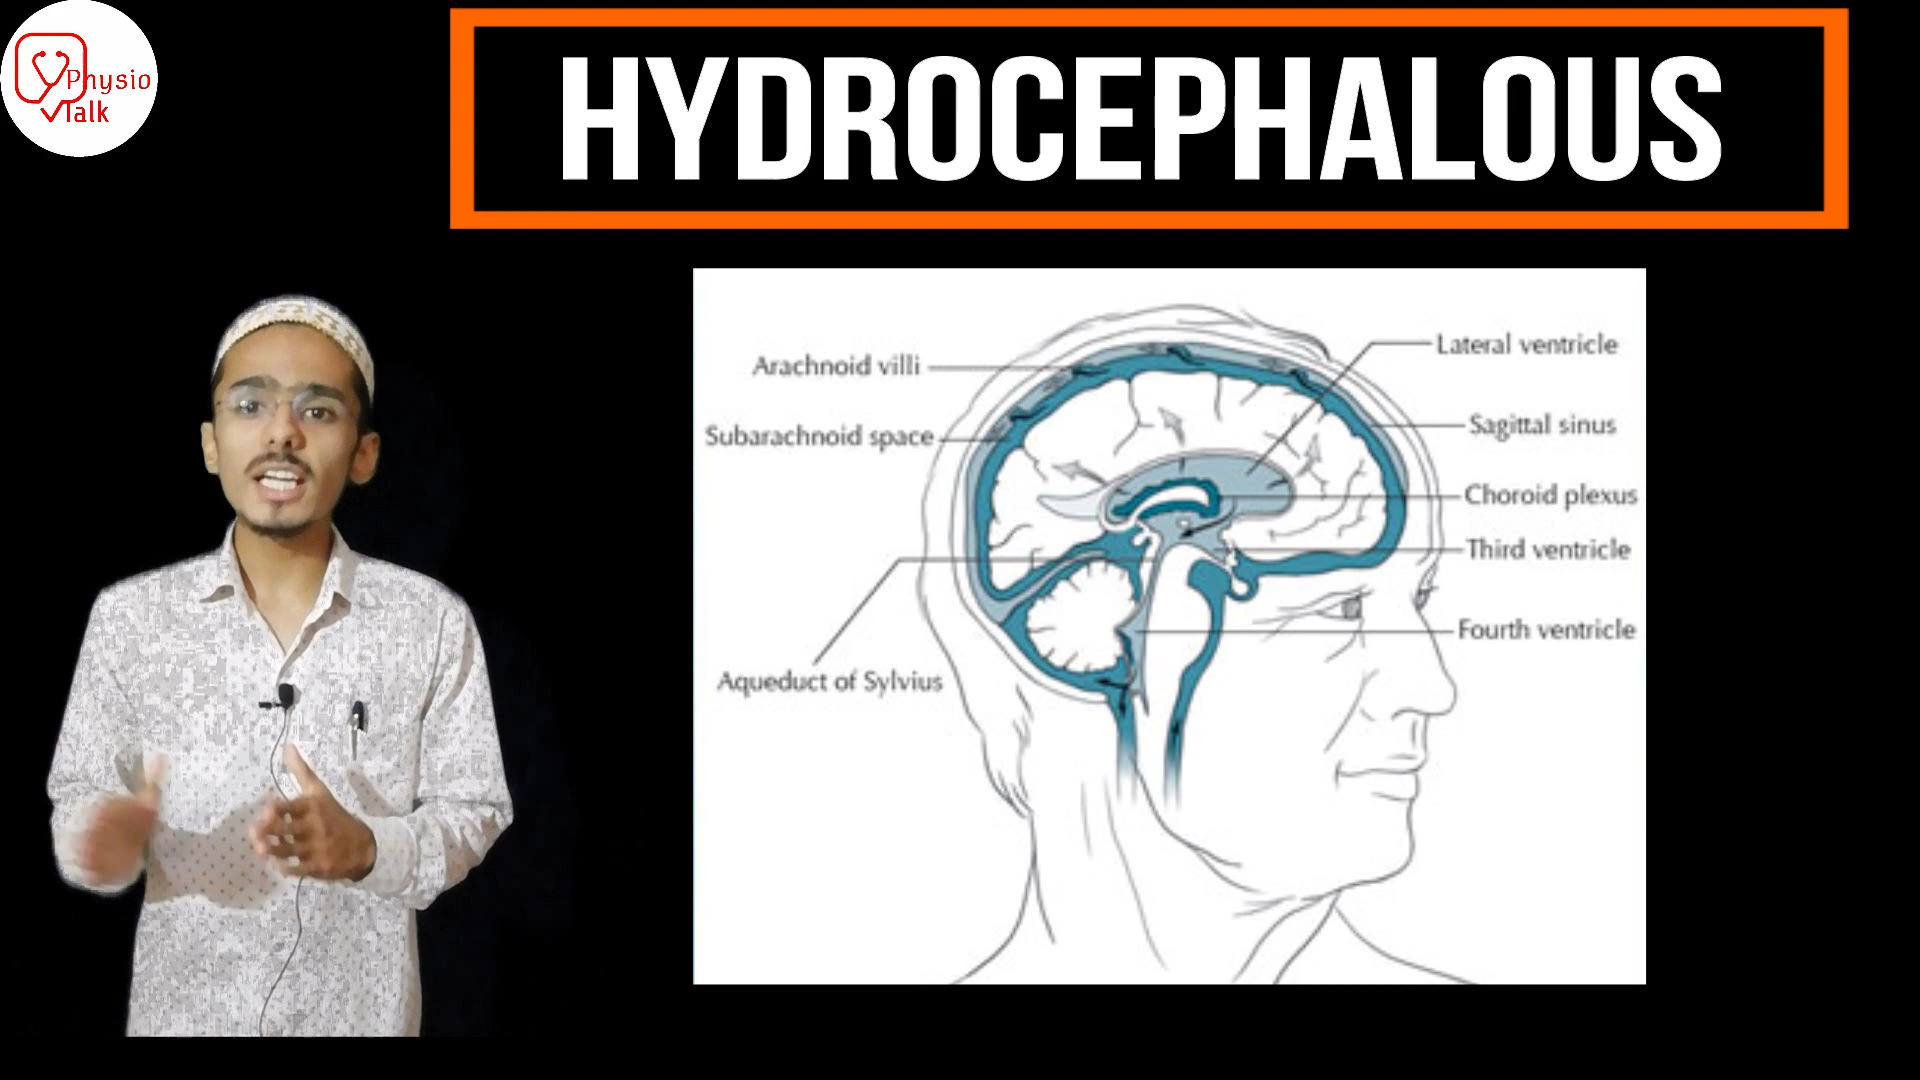 Physio
Talk
HYDROCEPHALOUS
Arachnoid villi
Subarachnoid space
Aqueduct of Sylvius
Lateral ventricle
Sagittal sinus
Choroid plexus
Third ventricle
Fourth ventricle